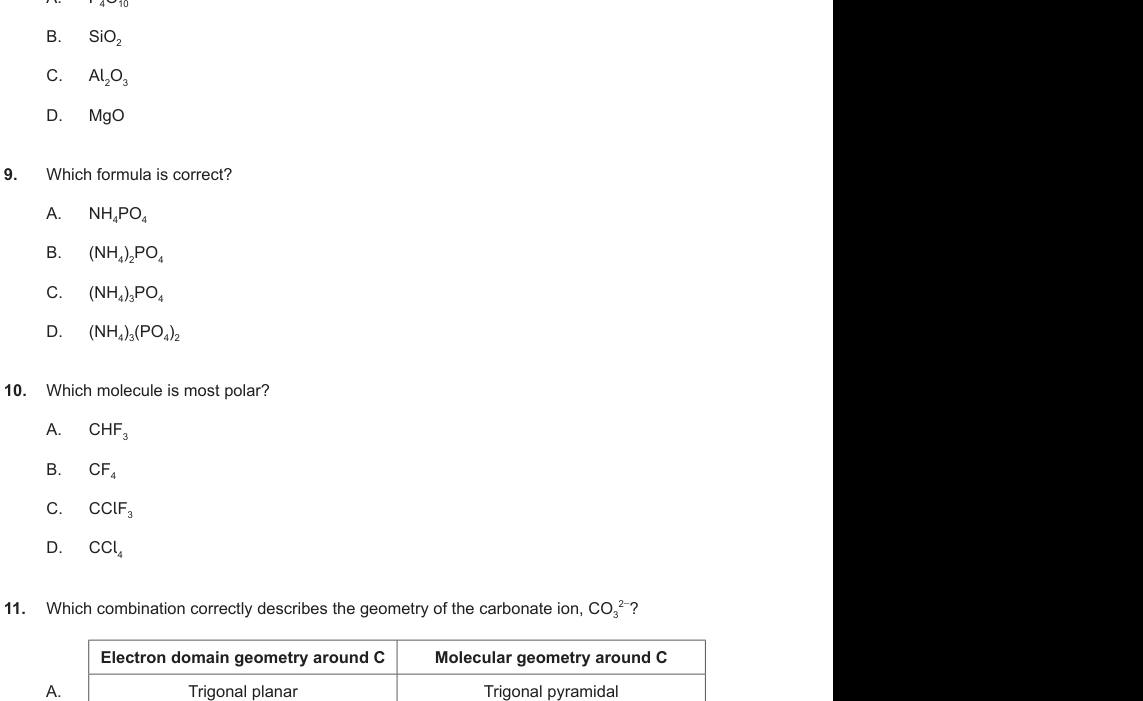 A. P₄O₁₀
B. SiO₂
C. Al₂O₃
D. MgO
9. Which formula is correct?
A. NH₄PO₄
B. (NH₄)₂PO₄
C. (NH₄)₃PO₄
D. (NH₄)₃(PO₄)₂
10. Which molecule is most polar?
A. CHF₃
B. CF₄
C. CClF₃
D. CCl₄
11. Which combination correctly describes the geometry of the carbonate ion, CO₃²⁻?
Electron domain geometry around C Molecular geometry around C
A. Trigonal planar Trigonal pyramidal